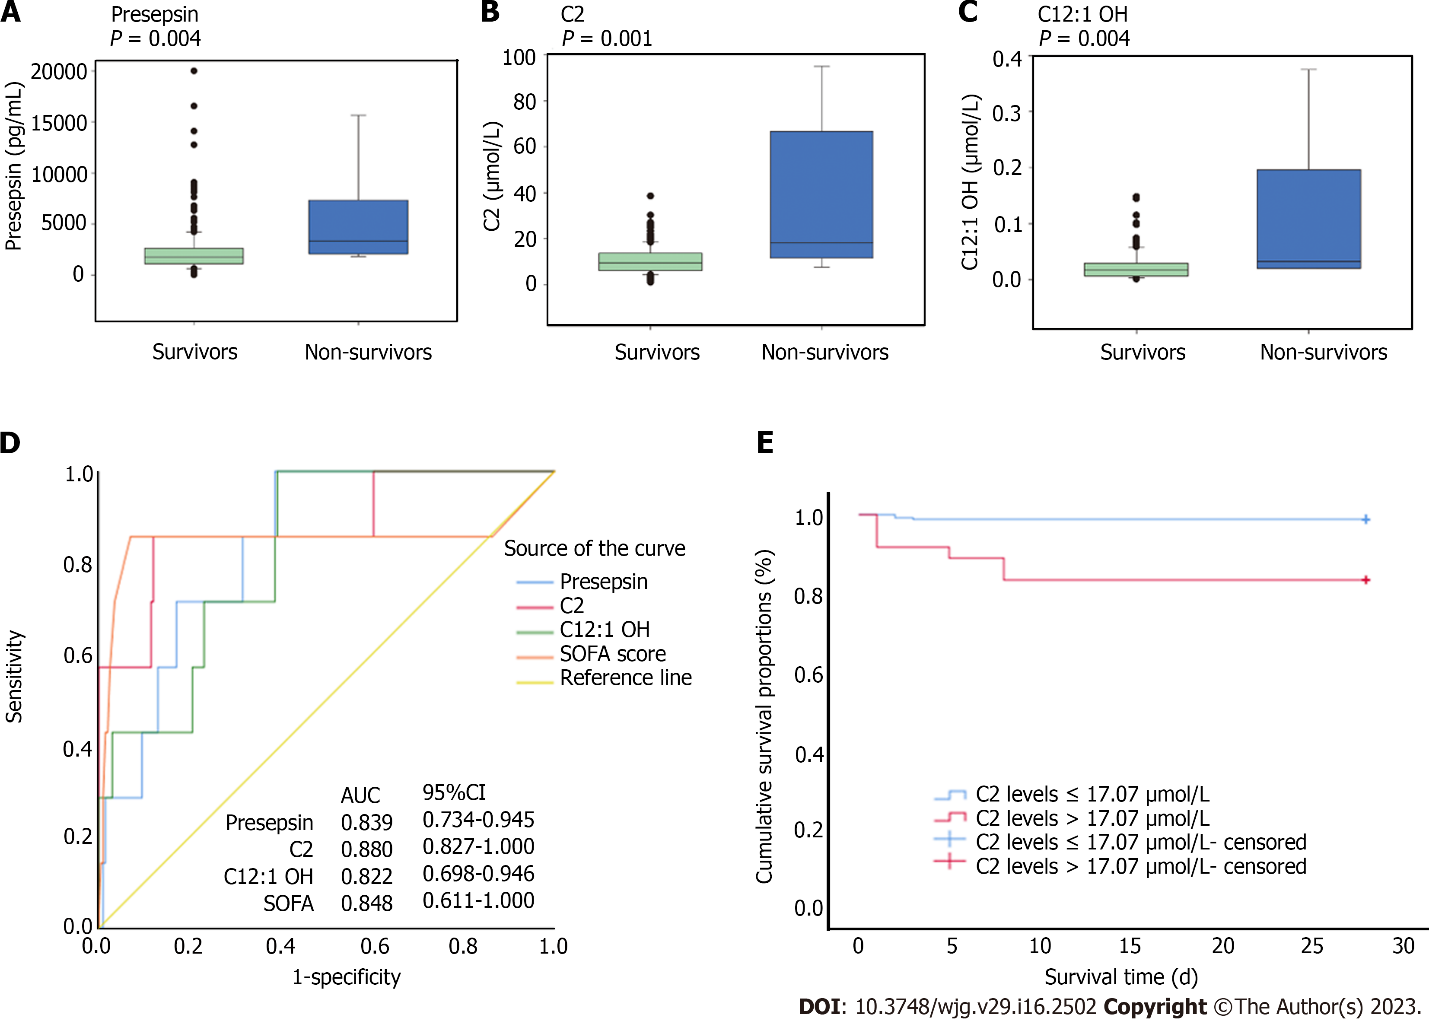 A
Presepsin
P = 0.004
Presepsin (pg/mL)
20000
15000
10000
5000
0
Survivors
Non-survivors
B
C2
P = 0.001
C2 (µmol/L)
100
80
60
40
20
0
Survivors
Non-survivors
C
C12:1 OH
P = 0.004
C12:1 OH (µmol/L)
0.4
0.3
0.2
0.1
0.0
Survivors
Non-survivors
D
Sensitivity
1.0
0.8
0.6
0.4
0.2
0.0
Source of the curve
Presepsin
C2
C12:1 OH
SOFA score
Reference line
AUC 95%CI
Presepsin 0.839 0.734-0.945
C2 0.880 0.827-1.000
C12:1 OH 0.822 0.698-0.946
SOFA 0.848 0.611-1.000
0.0 0.2 0.4 0.6 0.8 1.0
1-specificity
E
Cumulative survival proportions (%)
1.0
0.8
0.6
0.4
0.2
0.0
C2 levels ≤ 17.07 µmol/L
C2 levels > 17.07 µmol/L
C2 levels ≤ 17.07 µmol/L- censored
C2 levels > 17.07 µmol/L- censored
0 5 10 15 20 25 30
Survival time (d)
DOI: 10.3748/wjg.v29.i16.2502 Copyright ©The Author(s) 2023.